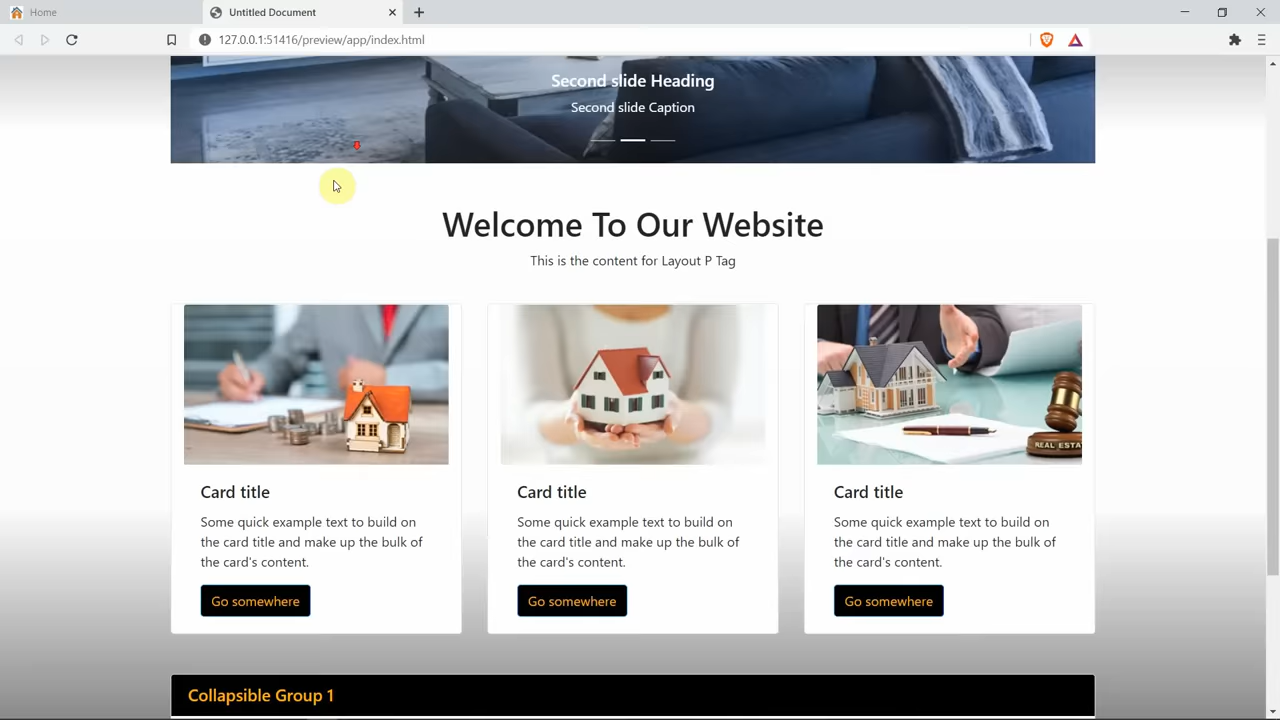 Home
Untitled Document
127.0.0.1:51416/preview/app/index.html
Second slide Heading
Second slide Caption
Welcome To Our Website
This is the content for Layout P Tag
REAL ESTA
Card title
Some quick example text to build on
the card title and make up the bulk of
the card's content.
Go somewhere
Card title
Some quick example text to build on
the card title and make up the bulk of
the card's content.
Go somewhere
Card title
Some quick example text to build on
the card title and make up the bulk of
the card's content.
Go somewhere
Collapsible Group 1